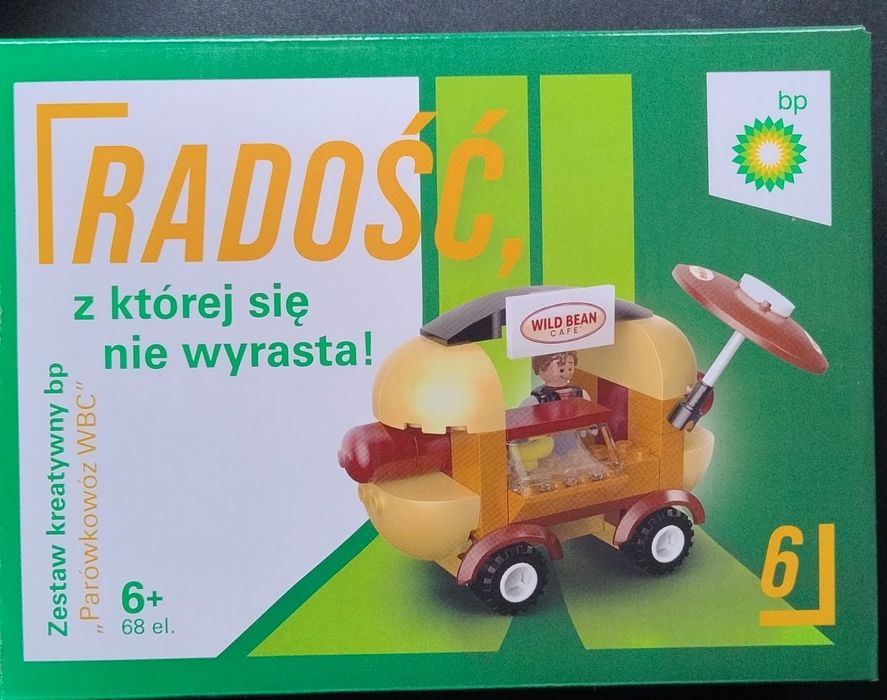 RADOŚĆ,
z której się
nie wyrasta!
bp
WILD BEAN
CAFE
Zestaw kreatywny bp
„Parówkowóz WBC”
6+
68 el.
6